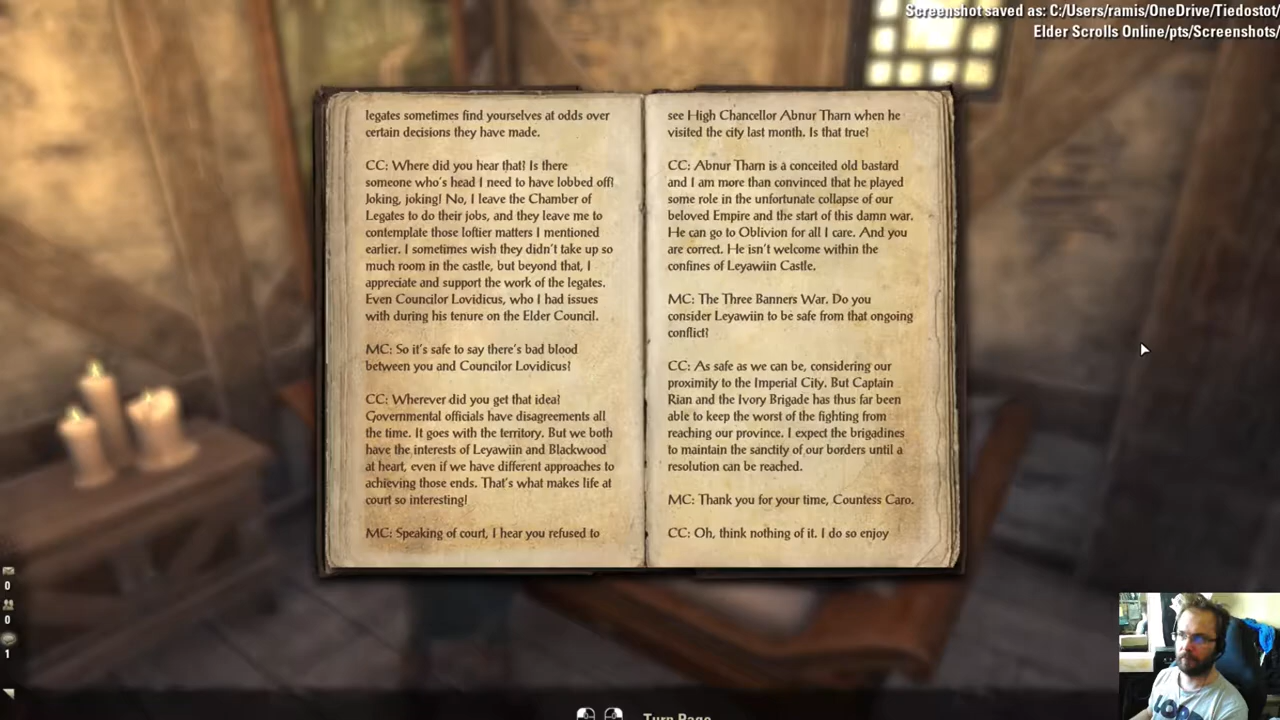 Screenshot saved as: C:/Users/ramis/OneDrive/Tiedostot/
Elder Scrolls Online/pts/Screenshots/
legates sometimes find yourselves at odds over
certain decisions they have made.
CC: Where did you hear that? Is there
someone who's head I need to have lobbed off?
Joking, joking! No, I leave the Chamber of
Legates to do their jobs, and they leave me to
contemplate those loftier matters I mentioned
earlier. I sometimes wish they didn't take up so
much room in the castle, but beyond that, I
appreciate and support the work of the legates.
Even Councilor Lovidicus, who I had issues
with during his tenure on the Elder Council.
MC: So it's safe to say there's bad blood
between you and Councilor Lovidicus?
CC: Wherever did you get that idea?
Governmental officials have disagreements all
the time. It goes with the territory. But we both
have the interests of Leyawiin and Blackwood
at heart, even if we have different approaches to
achieving those ends. That's what makes life at
court so interesting!
MC: Speaking of court, I hear you refused to
see High Chancellor Abnur Tharn when he
visited the city last month. Is that true?
CC: Abnur Tharn is a conceited old bastard
and I am more than convinced that he played
some role in the unfortunate collapse of our
beloved Empire and the start of this damn war.
He can go to Oblivion for all I care. And you
are correct. He isn't welcome within the
confines of Leyawiin Castle.
MC: The Three Banners War. Do you
consider Leyawiin to be safe from that ongoing
conflict?
CC: As safe as we can be, considering our
proximity to the Imperial City. But Captain
Rian and the Ivory Brigade has thus far been
able to keep the worst of the fighting from
reaching our province. I expect the brigadines
to maintain the sanctity of our borders until a
resolution can be reached.
MC: Thank you for your time, Countess Caro.
CC: Oh, think nothing of it. I do so enjoy
0
0
1
Turn Page